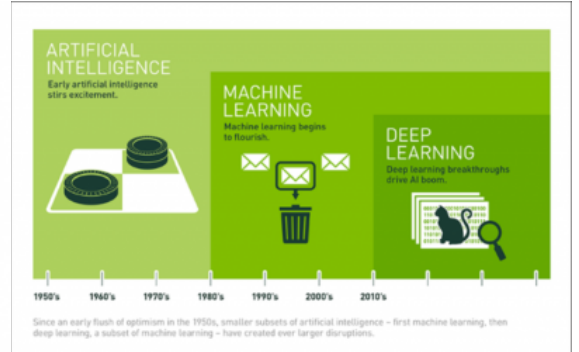 ARTIFICIAL
INTELLIGENCE
Early artificial intelligence
stirs excitement.
MACHINE
LEARNING
Machine learning begins
to flourish.
DEEP
LEARNING
Deep learning breakthroughs
drive AI boom.
1950's 1960's 1970's 1980's 1990's 2000's 2010's
Since an early flush of optimism in the 1950s, smaller subsets of artificial intelligence – first machine learning, then
deep learning, a subset of machine learning – have created ever larger disruptions.